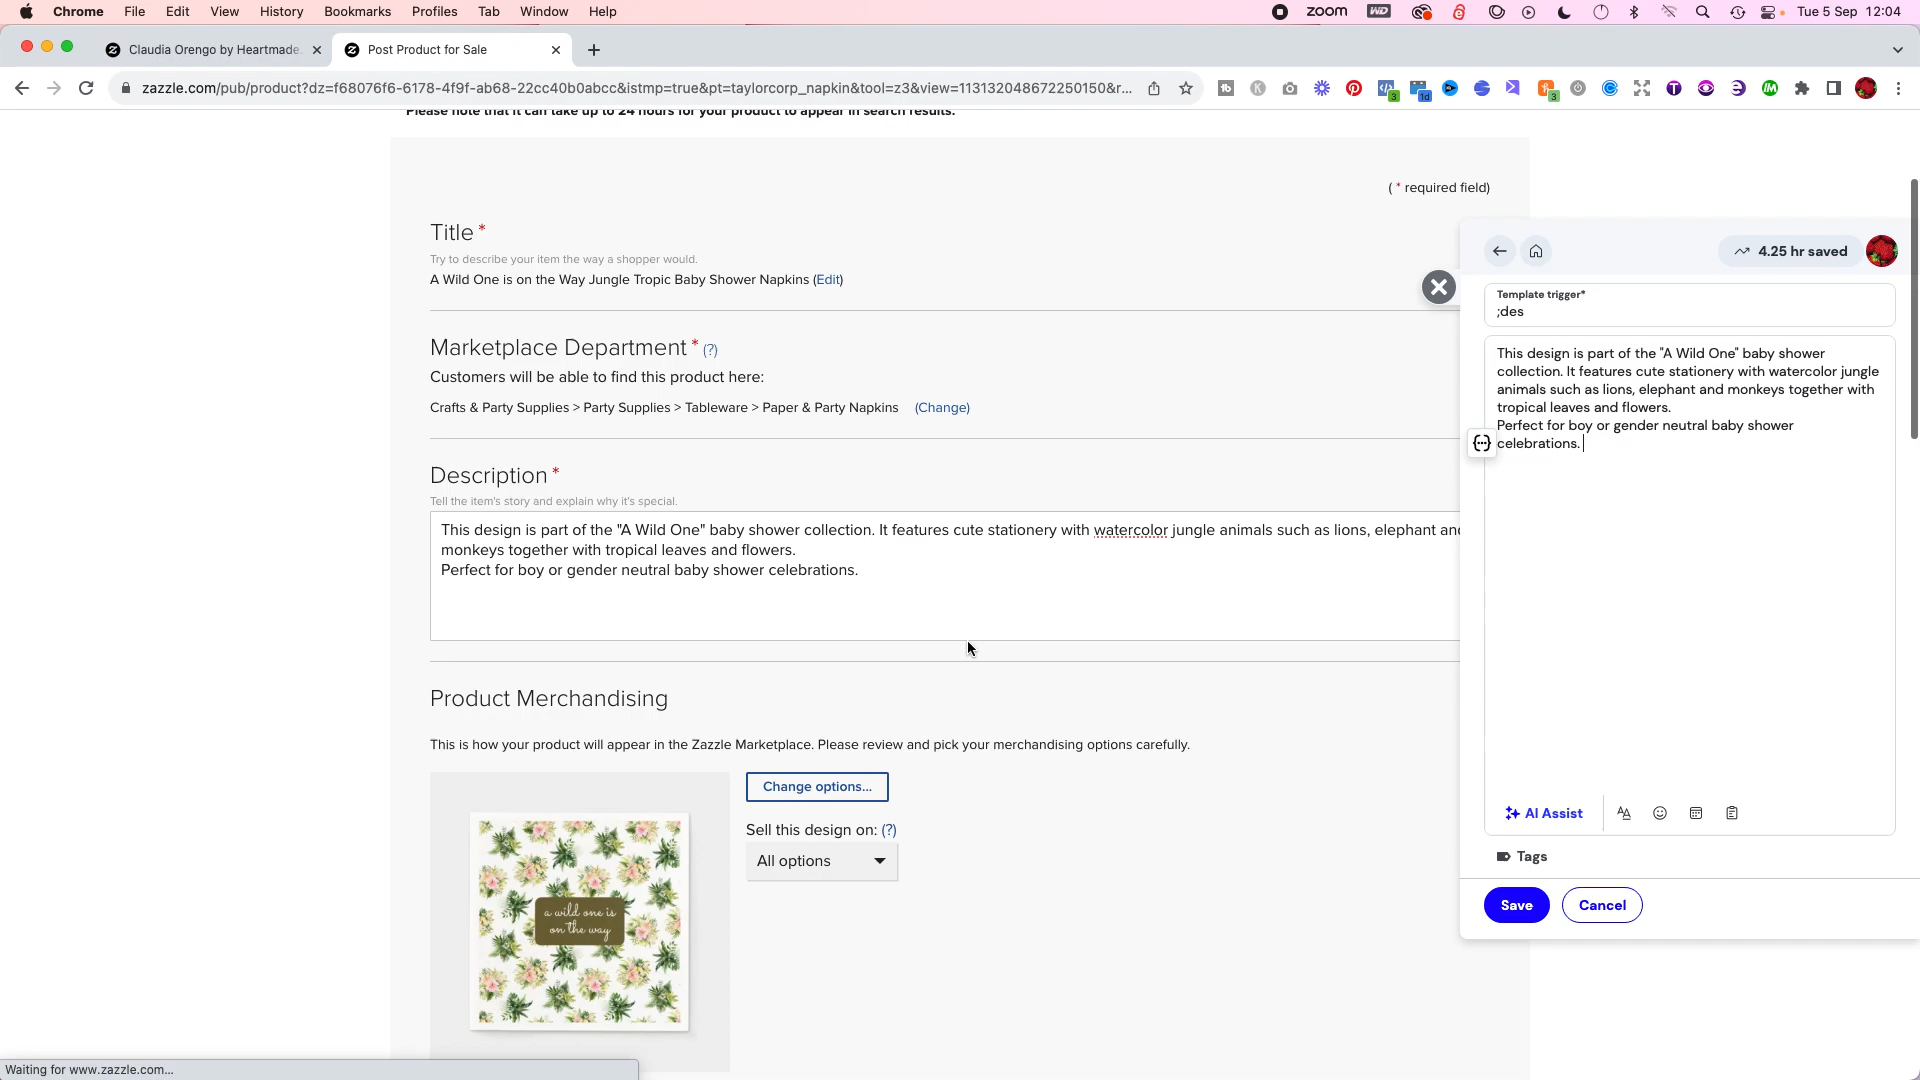 Chrome File Edit View History Bookmarks Profiles Tab Window Help
zoom WD Tue 5 Sep 12:04
Claudia Orengo by Heartmade
Post Product for Sale
zazzle.com/pub/product?dz=f68076f6-6178-4f9f-ab68-22cc40b0abcc&istmp=true&pt=taylorcorp_napkin&tool=z3&view=113132048672250150&r...
Please note that it can take up to 24 hours for your product to appear in search results.
( * required field)
Title *
Try to describe your item the way a shopper would.
A Wild One is on the Way Jungle Tropic Baby Shower Napkins (Edit)
Marketplace Department * (?)
Customers will be able to find this product here:
Crafts & Party Supplies > Party Supplies > Tableware > Paper & Party Napkins (Change)
Description *
Tell the item's story and explain why it's special.
This design is part of the "A Wild One" baby shower collection. It features cute stationery with watercolor jungle animals such as lions, elephant and
monkeys together with tropical leaves and flowers.
Perfect for boy or gender neutral baby shower celebrations.
Product Merchandising
This is how your product will appear in the Zazzle Marketplace. Please review and pick your merchandising options carefully.
Change options...
Sell this design on: (?)
All options
a wild one is
on the way
4.25 hr saved
Template trigger*
;des
This design is part of the "A Wild One" baby shower
collection. It features cute stationery with watercolor jungle
animals such as lions, elephant and monkeys together with
tropical leaves and flowers.
Perfect for boy or gender neutral baby shower
celebrations.
AI Assist
Tags
Save Cancel
Waiting for www.zazzle.com...